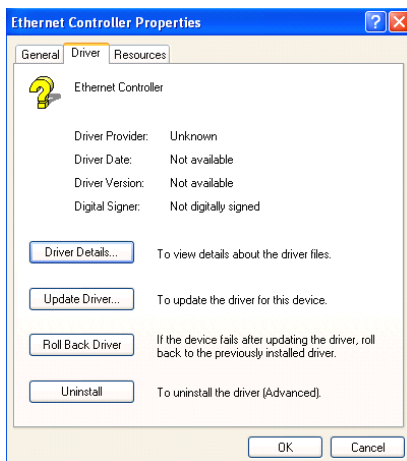 Ethernet Controller Properties
General Driver Resources
Ethernet Controller
Driver Provider: Unknown
Driver Date: Not available
Driver Version: Not available
Digital Signer: Not digitally signed
Driver Details... To view details about the driver files.
Update Driver... To update the driver for this device.
Roll Back Driver If the device fails after updating the driver, roll
back to the previously installed driver.
Uninstall To uninstall the driver (Advanced).
OK Cancel